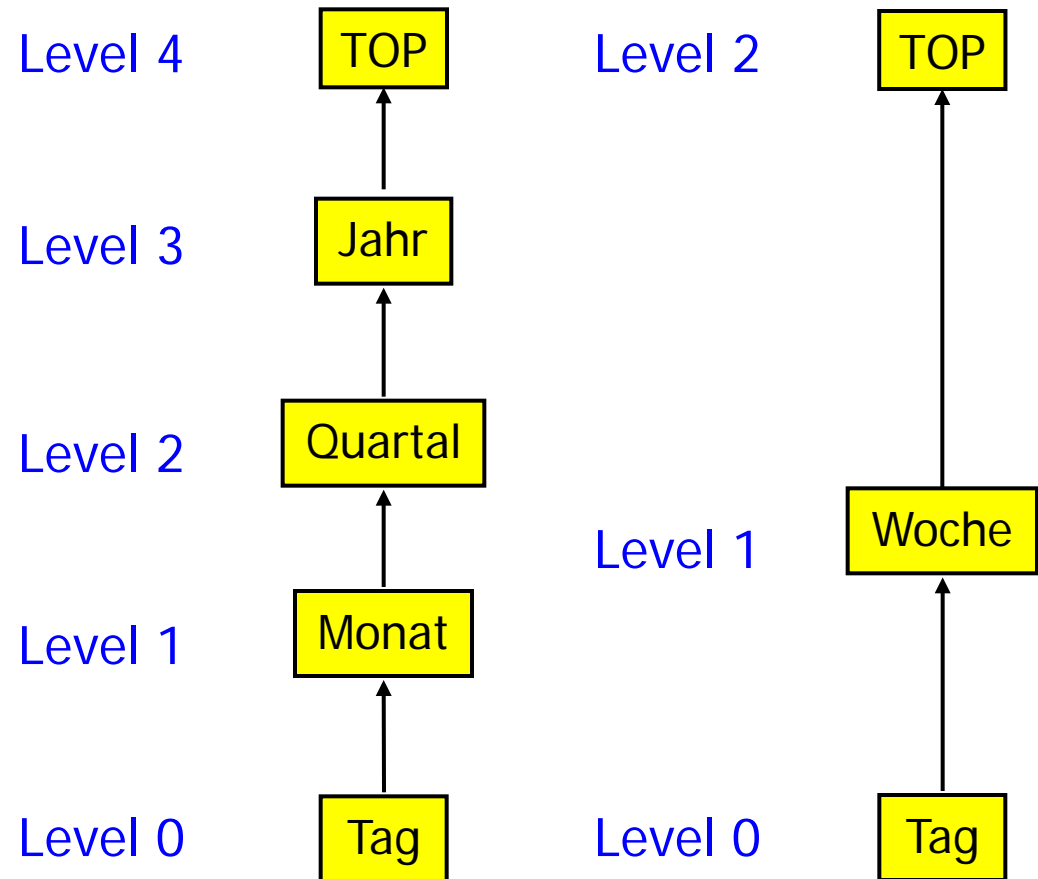 Level 4 TOP Level 2 TOP
Level 3 Jahr
Level 2 Quartal
Level 1 Woche
Level 1 Monat
Level 0 Tag Level 0 Tag